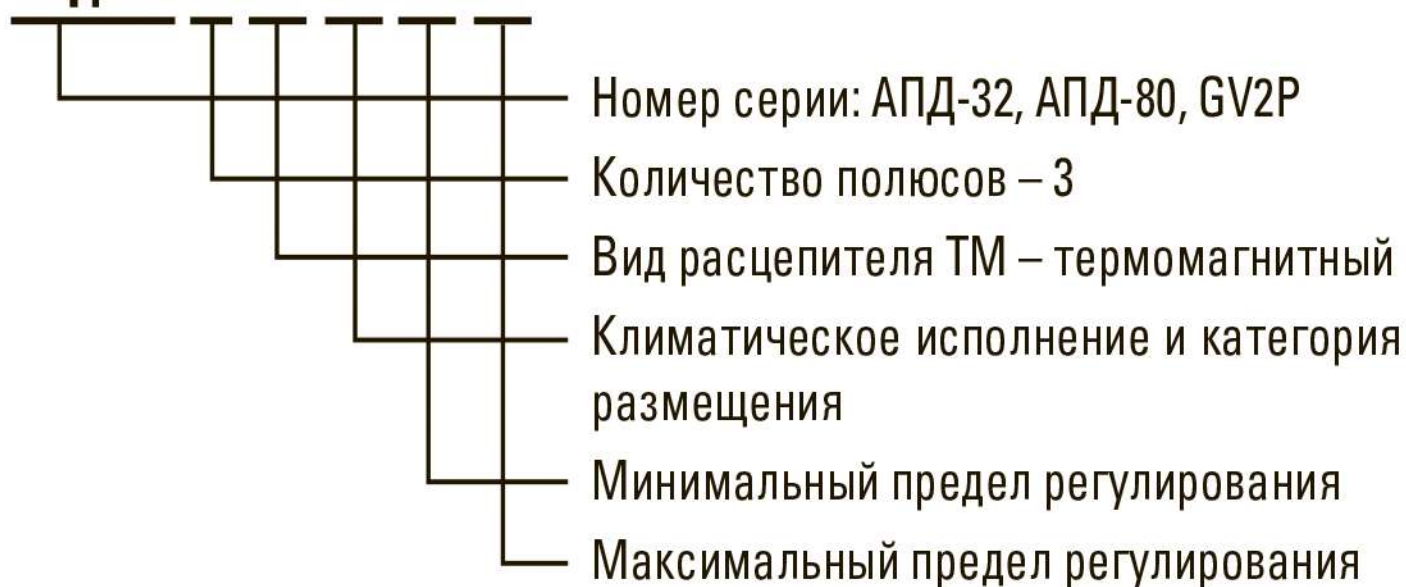 Номер серии: АПД-32, АПД-80, GV2P
Количество полюсов – 3
Вид расцепителя ТМ – термомагнитный
Климатическое исполнение и категория
размещения
Минимальный предел регулирования
Максимальный предел регулирования